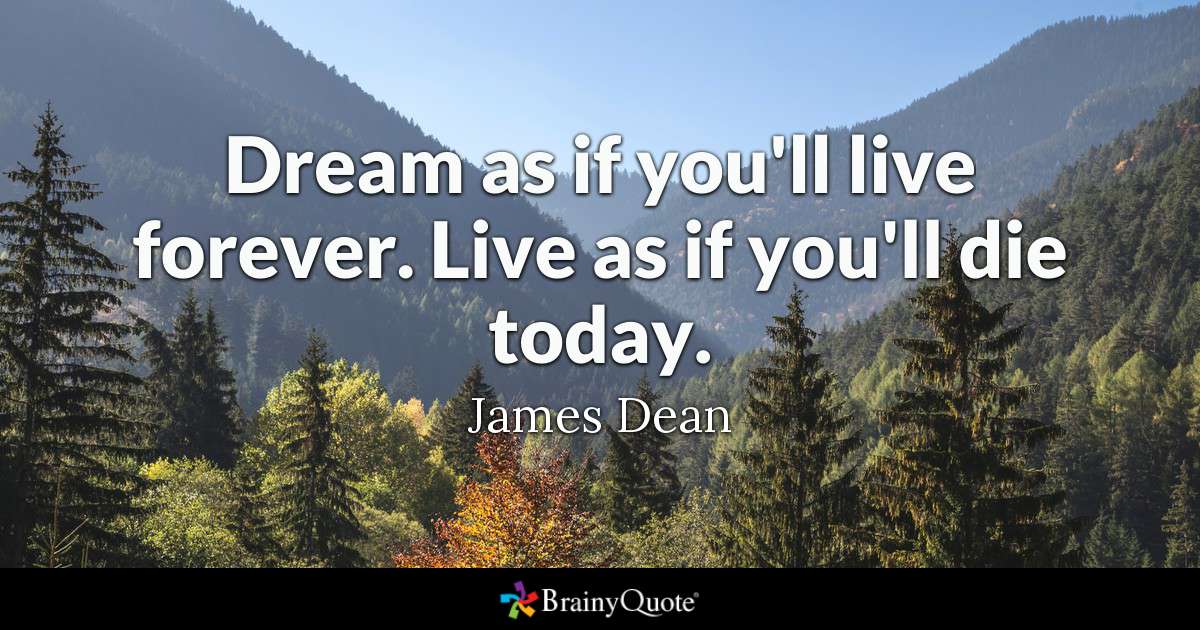 Dream as if you'll live
forever. Live as if you'll die
today.
James Dean
BrainyQuote®